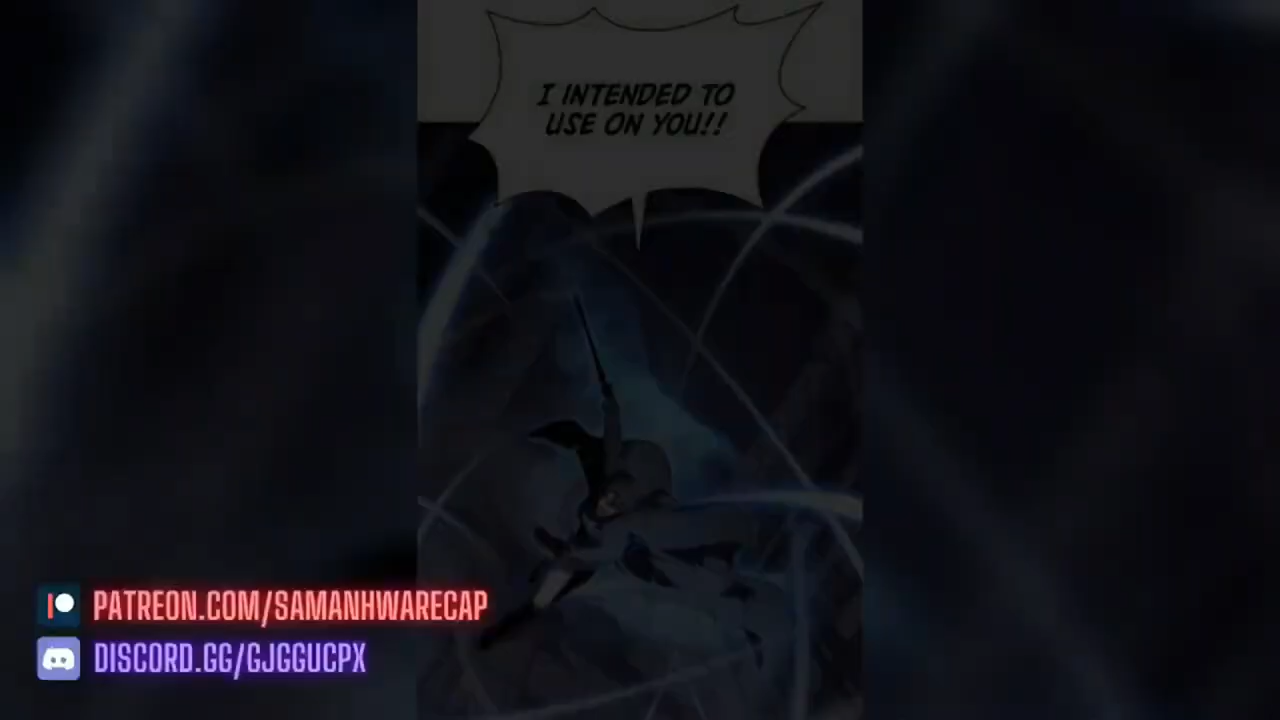 I INTENDED TO
USE ON YOU!!
PATREON.COM/SAMANHWARECAP
DISCORD.GG/GJGGUCPX